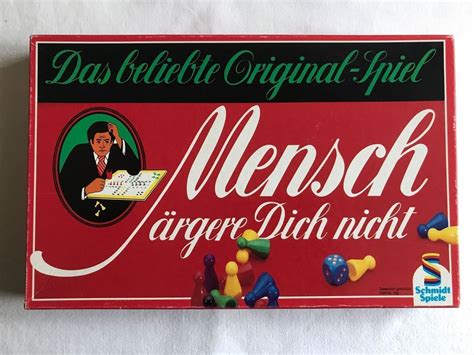 Das beliebte Original-Spiel
Mensch
ärgere Dich nicht
Schmidt
Spiele